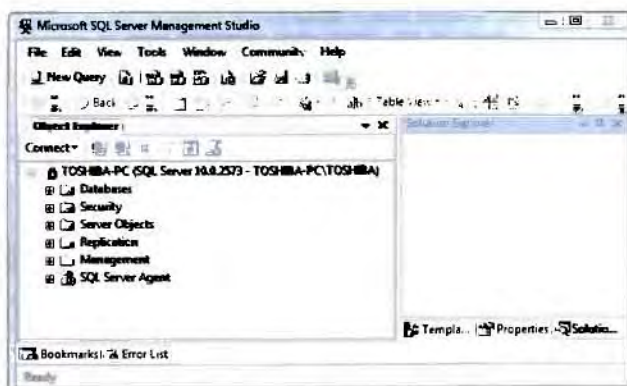 Microsoft SQL Server Management Studio
File Edit View Tools Window Community Help
New Query
Back Table View
Object Explorer
Solution Explorer
Connect
TOSHIBA-PC (SQL Server 10.0.2573 - TOSHIBA-PC\TOSHIBA)
Databases
Security
Server Objects
Replication
Management
SQL Server Agent
Templa... Properties Solutio...
Bookmarks Error List
Ready